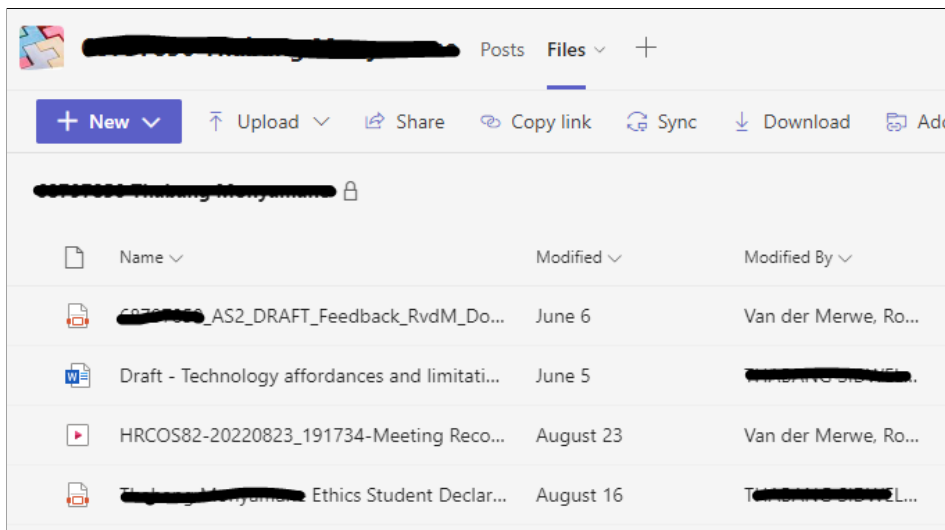 Posts Files
New Upload Share Copy link Sync Download Add
Name Modified Modified By
_AS2_DRAFT_Feedback_RvdM_Do... June 6 Van der Merwe, Ro...
Draft - Technology affordances and limitati... June 5
HRCOS82-20220823_191734-Meeting Reco... August 23 Van der Merwe, Ro...
Ethics Student Declar... August 16